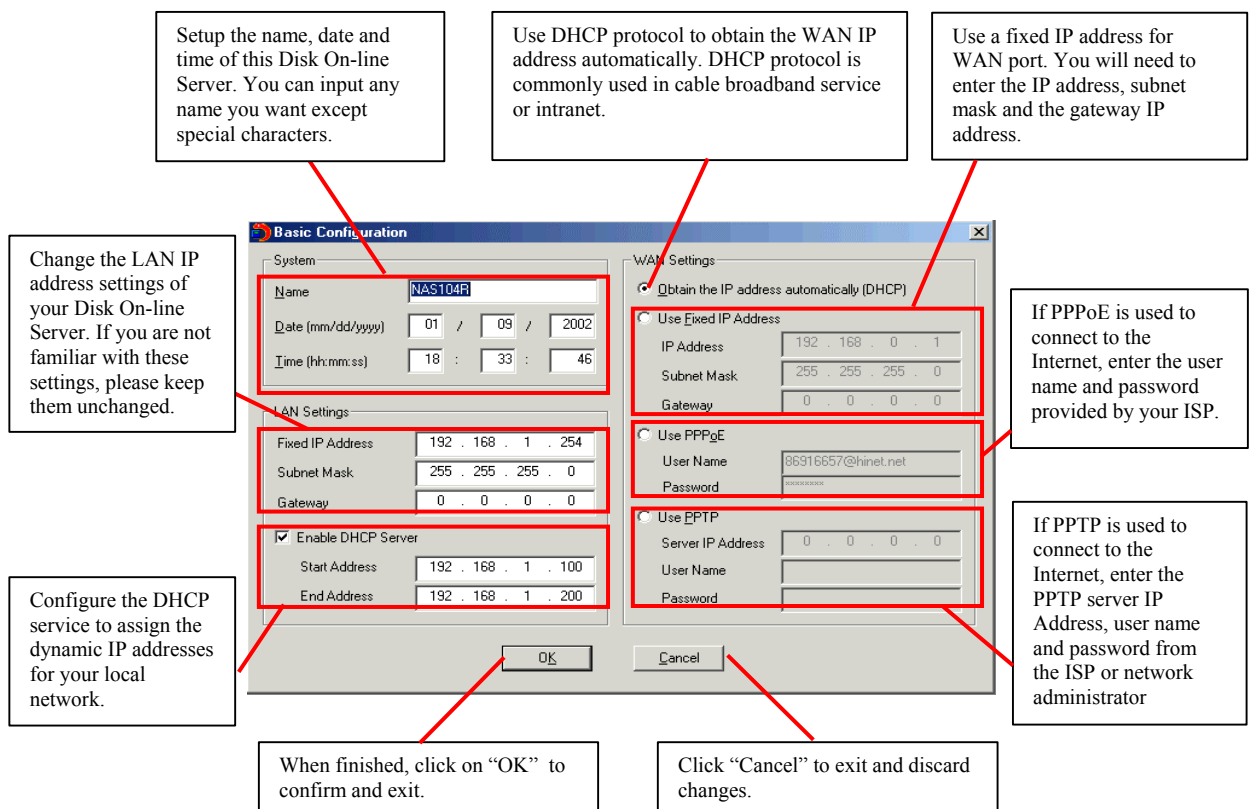 Setup the name, date and
time of this Disk On-line
Server. You can input any
name you want except
special characters.
Use DHCP protocol to obtain the WAN IP
address automatically. DHCP protocol is
commonly used in cable broadband service
or intranet.
Use a fixed IP address for
WAN port. You will need to
enter the IP address, subnet
mask and the gateway IP
address.
Change the LAN IP
address settings of
your Disk On-line
Server. If you are not
familiar with these
settings, please keep
them unchanged.
Configure the DHCP
service to assign the
dynamic IP addresses
for your local
network.
Basic Configuration
System
Name NAS104R
Date (mm/dd/yyyy) 01 / 09 / 2002
Time (hh:mm:ss) 18 : 33 : 46
LAN Settings
Fixed IP Address 192 . 168 . 1 . 254
Subnet Mask 255 . 255 . 255 . 0
Gateway 0 . 0 . 0 . 0
Enable DHCP Server
Start Address 192 . 168 . 1 . 100
End Address 192 . 168 . 1 . 200
WAN Settings
Obtain the IP address automatically (DHCP)
Use Fixed IP Address
IP Address 192 . 168 . 0 . 1
Subnet Mask 255 . 255 . 255 . 0
Gateway 0 . 0 . 0 . 0
Use PPPoE
User Name 86916657@hinet.net
Password xxxxxxxx
Use PPTP
Server IP Address 0 . 0 . 0 . 0
User Name
Password
OK
Cancel
If PPPoE is used to
connect to the
Internet, enter the user
name and password
provided by your ISP.
If PPTP is used to
connect to the
Internet, enter the
PPTP server IP
Address, user name
and password from
the ISP or network
administrator
When finished, click on “OK” to
confirm and exit.
Click “Cancel” to exit and discard
changes.